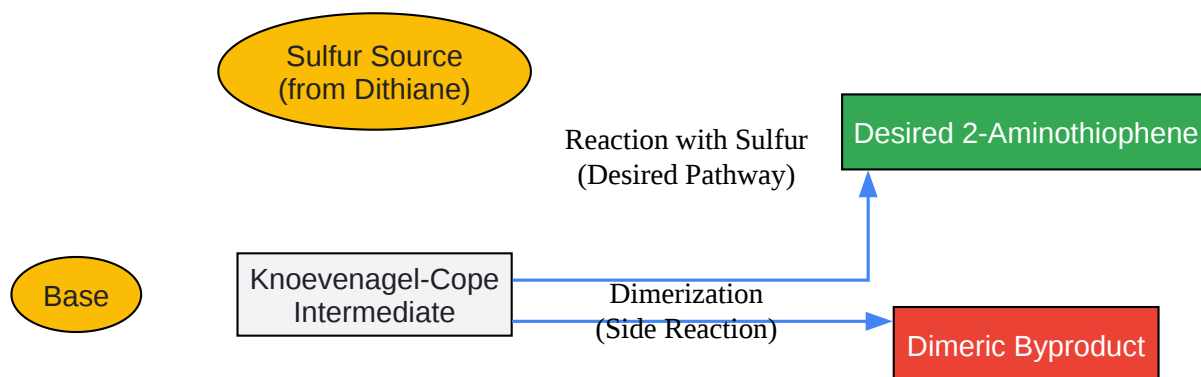 Sulfur Source
(from Dithiane)
Reaction with Sulfur
(Desired Pathway)
Desired 2-Aminothiophene
Base
Knoevenagel-Cope
Intermediate
Dimerization
(Side Reaction)
Dimeric Byproduct